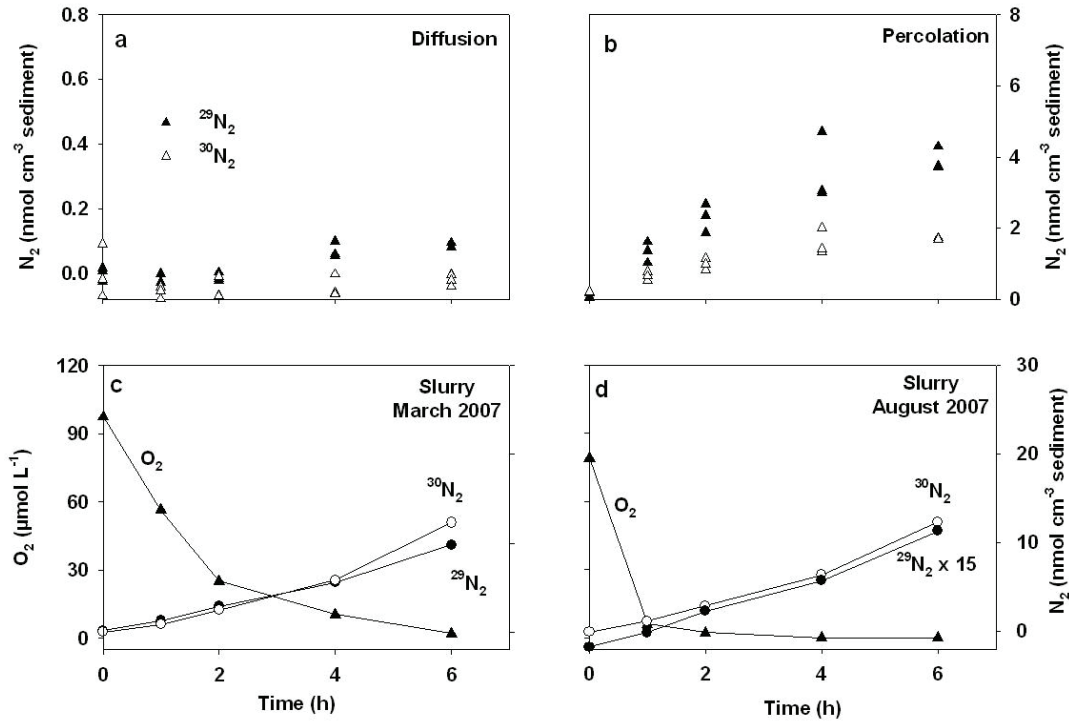 a
Diffusion
0.8
0.6
0.4
0.2
0.0
N₂ (nmol cm⁻³ sediment)
²⁹N₂
³⁰N₂
b
Percolation
8
6
4
2
0
N₂ (nmol cm⁻³ sediment)
c
Slurry
March 2007
120
90
60
30
0
O₂ (µmol L⁻¹)
O₂
³⁰N₂
²⁹N₂
0 2 4 6
Time (h)
d
Slurry
August 2007
30
20
10
0
N₂ (nmol cm⁻³ sediment)
O₂
³⁰N₂
²⁹N₂ x 15
0 2 4 6
Time (h)